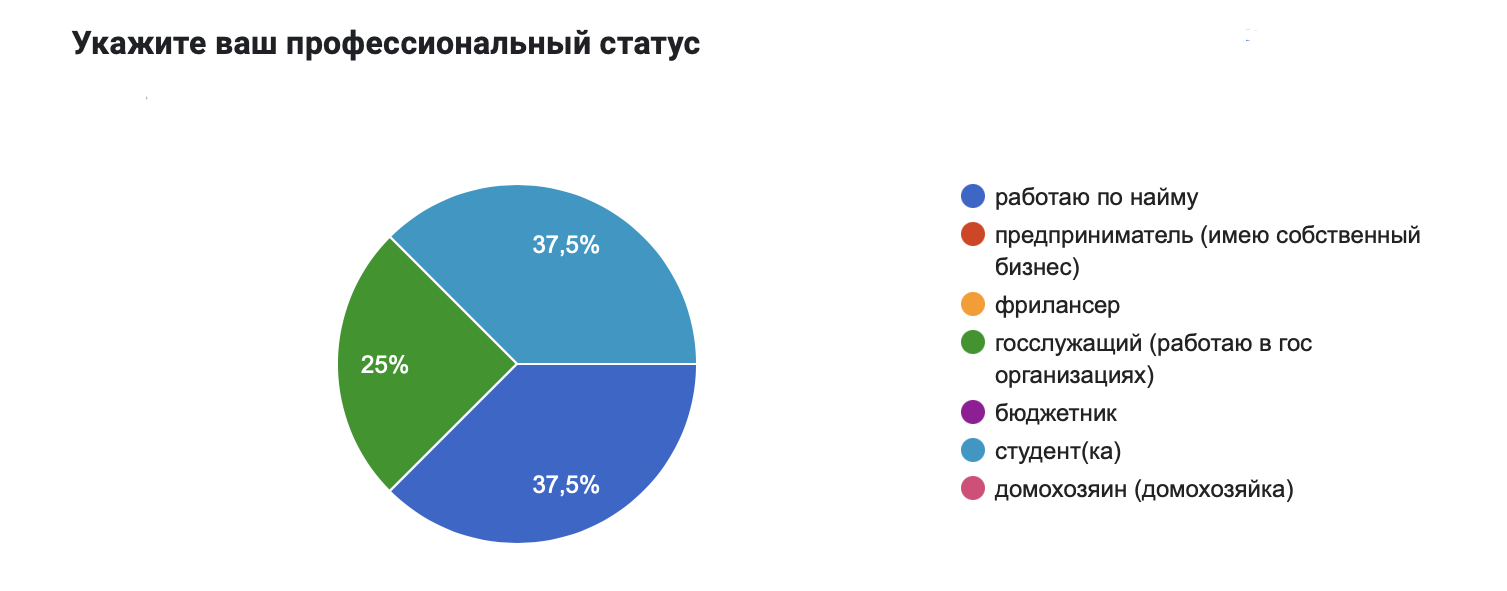 Укажите ваш профессиональный статус
37,5%
25%
37,5%
работаю по найму
предприниматель (имею собственный
бизнес)
фрилансер
госслужащий (работаю в гос
организациях)
бюджетник
студент(ка)
домохозяин (домохозяйка)